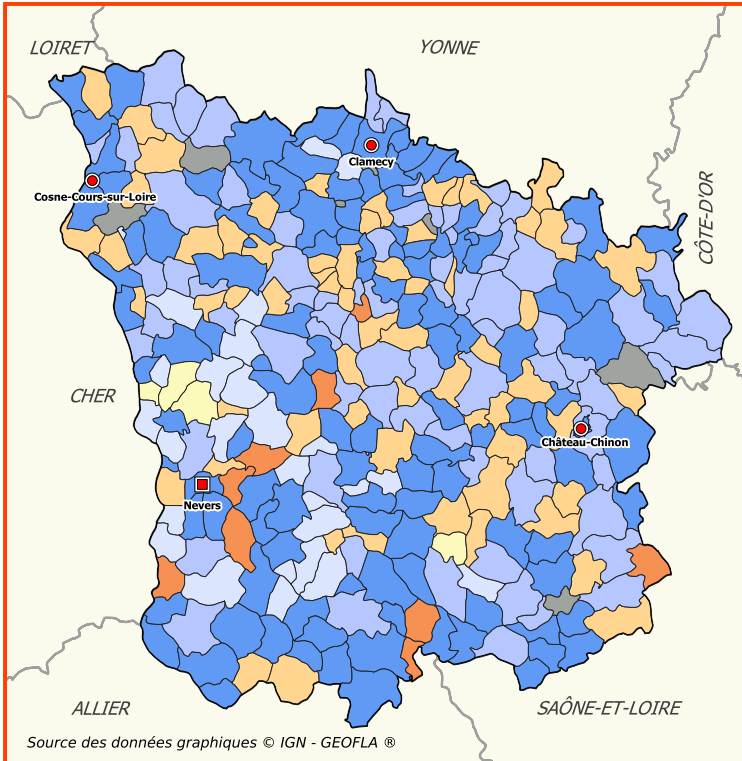 LOIRET
YONNE
Clamecy
Cosne-Cours-sur-Loire
CÔTE-D'OR
CHER
Château-Chinon
Nevers
ALLIER
SAÔNE-ET-LOIRE
Source des données graphiques © IGN - GEOFLA ®